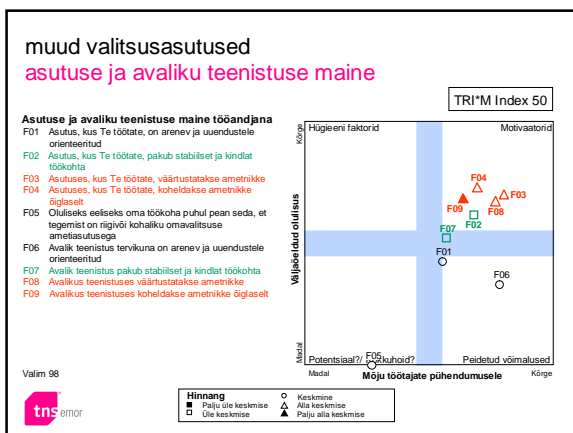 muud valitsusasutused
asutuse ja avaliku teenistuse maine
TRI*M Index 50
Asutuse ja avaliku teenistuse maine tööandjana
F01 Asutus, kus Te töötate, on arenev ja uuendustele
orienteeritud
F02 Asutus, kus Te töötate, pakub stabiilset ja kindlat
töökohta
F03 Asutuses, kus Te töötate, väärtustatakse ametnikke
F04 Asutuses, kus Te töötate, koheldakse ametnikke
õiglaselt
F05 Oluliseks eeliseks oma töökoha puhul pean seda, et
tegemist on riigivõi kohaliku omavalitsuse
ametiasutusega
F06 Avalik teenistus tervikuna on arenev ja uuendustele
orienteeritud
F07 Avalik teenistus pakub stabiilset ja kindlat töökohta
F08 Avalikus teenistuses väärtustatakse ametnikke
F09 Avalikus teenistuses koheldakse ametnikke õiglaselt
Valim 98
Hügieeni faktorid
Motivaatorid
Kõrge
Väljaöeldud olulisus
Madal
F04
F03
F09
F08
F02
F07
F01
F06
F05
Potentsiaal?/
Peidetud võimalused
Madal
Mõju töötajate pühendumusele
Kõrge
Hinnang
Palju üle keskmise
Üle keskmise
Keskmine
Alla keskmise
Palju alla keskmise
tns emor